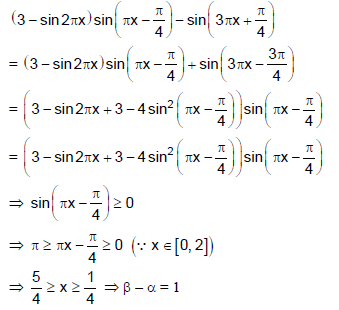 (3 − sin2πx)sin(πx − π/4) − sin(3πx + π/4)
= (3 − sin2πx)sin(πx − π/4) + sin(3πx − 3π/4)
= (3 − sin2πx + 3 − 4sin²(πx − π/4))sin(πx − π/4)
= (3 − sin2πx + 3 − 4sin²(πx − π/4))sin(πx − π/4)
⇒ sin(πx − π/4) ≥ 0
⇒ π ≥ πx − π/4 ≥ 0 (∵ x ∈ [0, 2])
⇒ 5/4 ≥ x ≥ 1/4 ⇒ β − α = 1